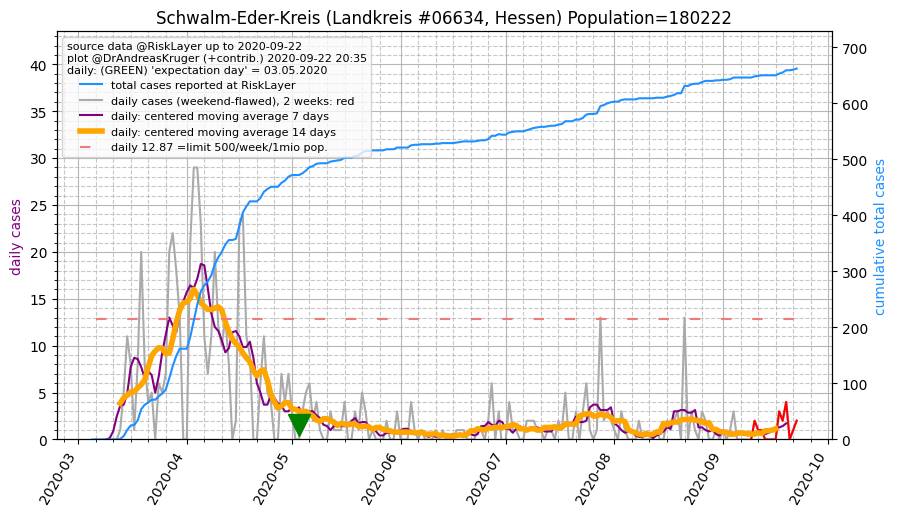 Schwalm-Eder-Kreis (Landkreis #06634, Hessen) Population=180222
source data @RiskLayer up to 2020-09-22
plot @DrAndreasKruger (+contrib.) 2020-09-22 20:35
daily: (GREEN) 'expectation day' = 03.05.2020
total cases reported at RiskLayer
daily cases (weekend-flawed), 2 weeks: red
daily: centered moving average 7 days
daily: centered moving average 14 days
daily 12.87 =limit 500/week/1mio pop.
daily cases
40
35
30
25
20
15
10
5
0
cumulative total cases
700
600
500
400
300
200
100
0
2020-03
2020-04
2020-05
2020-06
2020-07
2020-08
2020-09
2020-10